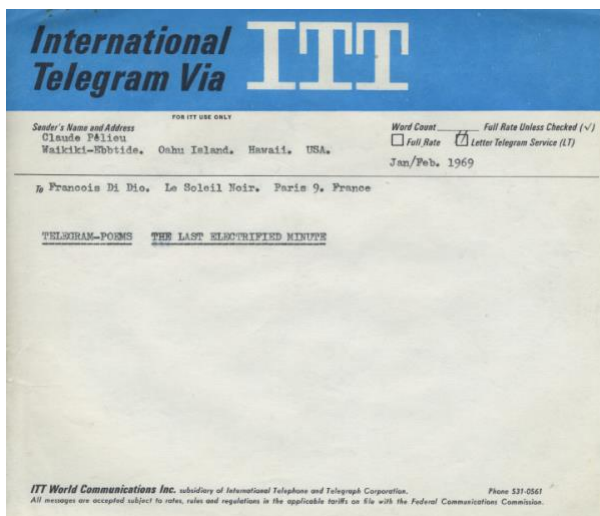 International
Telegram Via ITT
FOR ITT USE ONLY
Sender's Name and Address
Claude Pélieu
Waikiki-Ebbtide. Oahu Island. Hawaii. USA.
Word Count Full Rate Unless Checked (✓)
Full Rate Letter Telegram Service (LT)
Jan/Feb. 1969
To Francois Di Dio. Le Soleil Noir. Paris 9. France
TELEGRAM-POEMS THE LAST ELECTRIFIED MINUTE
ITT World Communications Inc. subsidiary of International Telephone and Telegraph Corporation. Phone 531-0561
All messages are accepted subject to rates, rules and regulations in the applicable tariffs on file with the Federal Communications Commission.